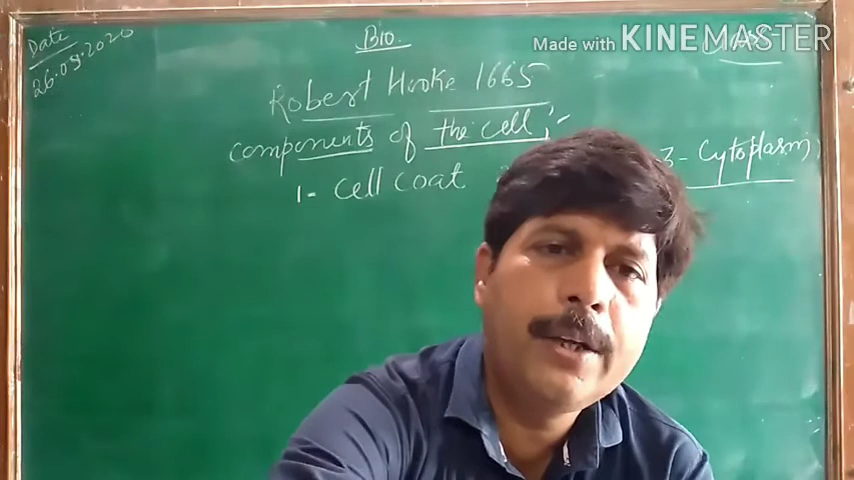 Date
26.09.2020
Bio.
Made with KINEMASTER
Robert Hooke 1665
components of the cell,-
1- cell coat
3- Cytoplasm